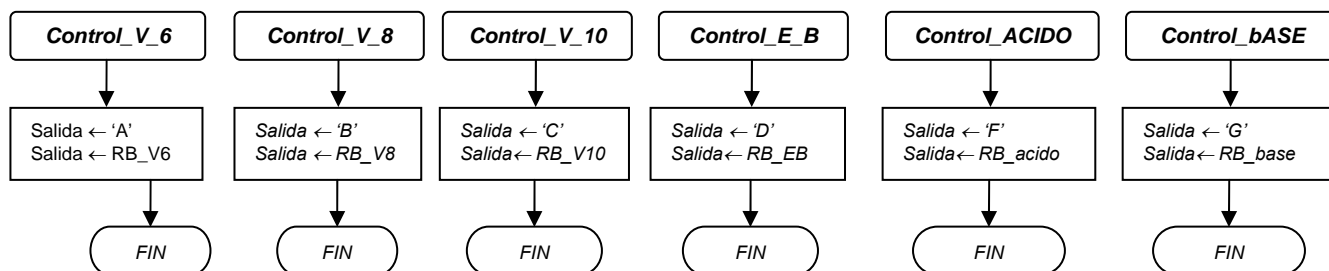 Control_V_6
Control_V_8
Control_V_10
Control_E_B
Control_ACIDO
Control_bASE
Salida ← ‘A’
Salida ← RB_V6
Salida ← ‘B’
Salida ← RB_V8
Salida ← ‘C’
Salida← RB_V10
Salida ← ‘D’
Salida← RB_EB
Salida ← ‘F’
Salida← RB_acido
Salida ← ‘G’
Salida← RB_base
FIN
FIN
FIN
FIN
FIN
FIN